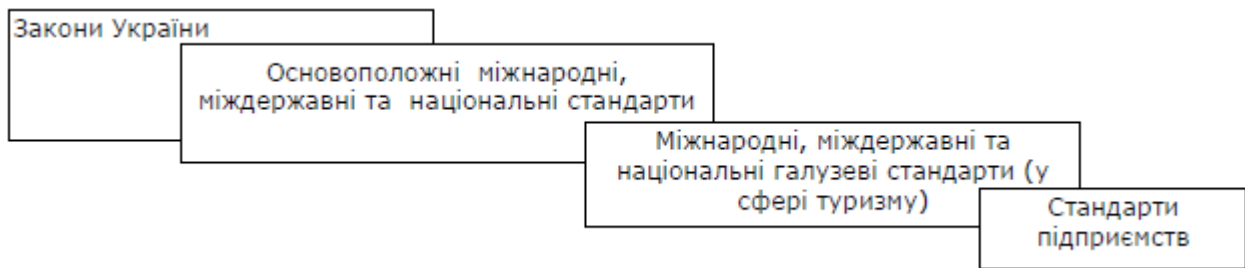 Закони України
Основоположні міжнародні,
міждержавні та національні стандарти
Міжнародні, міждержавні та
національні галузеві стандарти (у
сфері туризму)
Стандарти
підприємств